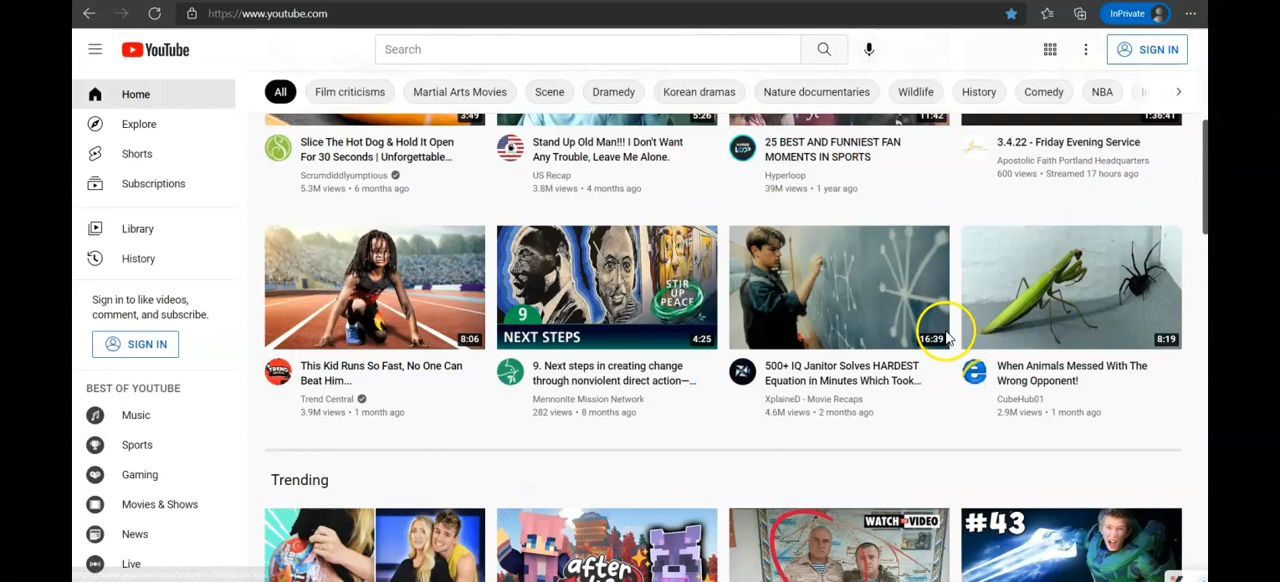 https://www.youtube.com
InPrivate
YouTube
Search
SIGN IN
Home
Explore
Shorts
Subscriptions
Library
History
Sign in to like videos,
comment, and subscribe.
SIGN IN
BEST OF YOUTUBE
Music
Sports
Gaming
Movies & Shows
News
Live
All
Film criticisms
Martial Arts Movies
Scene
Dramedy
Korean dramas
Nature documentaries
Wildlife
History
Comedy
NBA
3:49
5:26
11:42
1:36:41
Slice The Hot Dog & Hold It Open
For 30 Seconds | Unforgettable...
Scrumdiddlyumptious
5.3M views • 6 months ago
Stand Up Old Man!!! I Don't Want
Any Trouble, Leave Me Alone.
US Recap
3.8M views • 4 months ago
25 BEST AND FUNNIEST FAN
MOMENTS IN SPORTS
Hyperloop
39M views • 1 year ago
3.4.22 - Friday Evening Service
Apostolic Faith Portland Headquarters
600 views • Streamed 17 hours ago
8:06
STIR
UP
PEACE
9
NEXT STEPS
4:25
16:39
8:19
This Kid Runs So Fast, No One Can
Beat Him...
Trend Central
3.9M views • 1 month ago
9. Next steps in creating change
through nonviolent direct action—...
Mennonite Mission Network
282 views • 8 months ago
500+ IQ Janitor Solves HARDEST
Equation in Minutes Which Took...
XplaineD - Movie Recaps
4.6M views • 2 months ago
When Animals Messed With The
Wrong Opponent!
CubeHub01
2.9M views • 1 month ago
Trending
after
WATCH VIDEO
#43